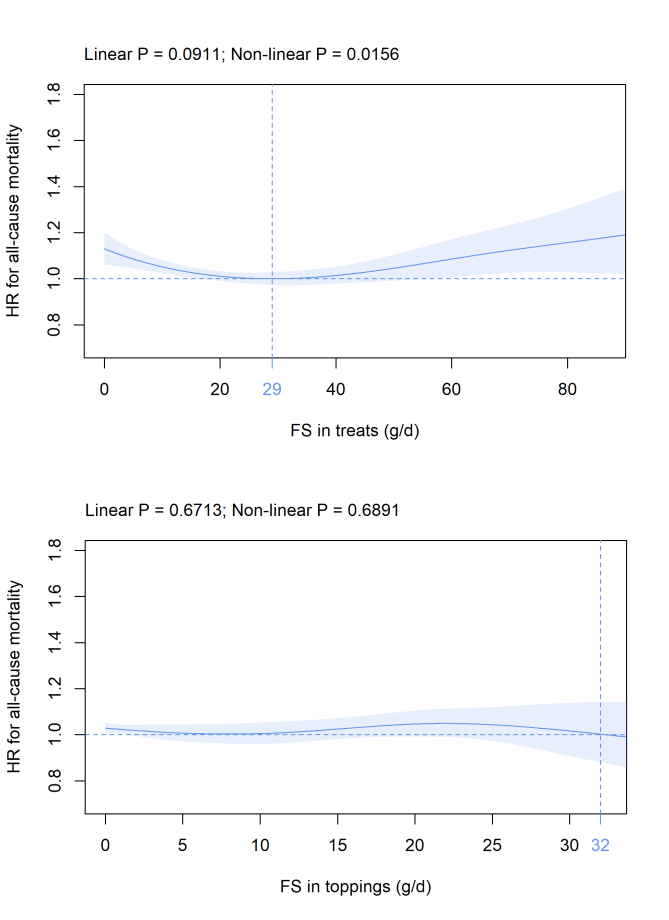 Linear P = 0.0911; Non-linear P = 0.0156
HR for all-cause mortality
1.8
1.6
1.4
1.2
1.0
0.8
0 20 29 40 60 80
FS in treats (g/d)
Linear P = 0.6713; Non-linear P = 0.6891
HR for all-cause mortality
1.8
1.6
1.4
1.2
1.0
0.8
0 5 10 15 20 25 30 32
FS in toppings (g/d)